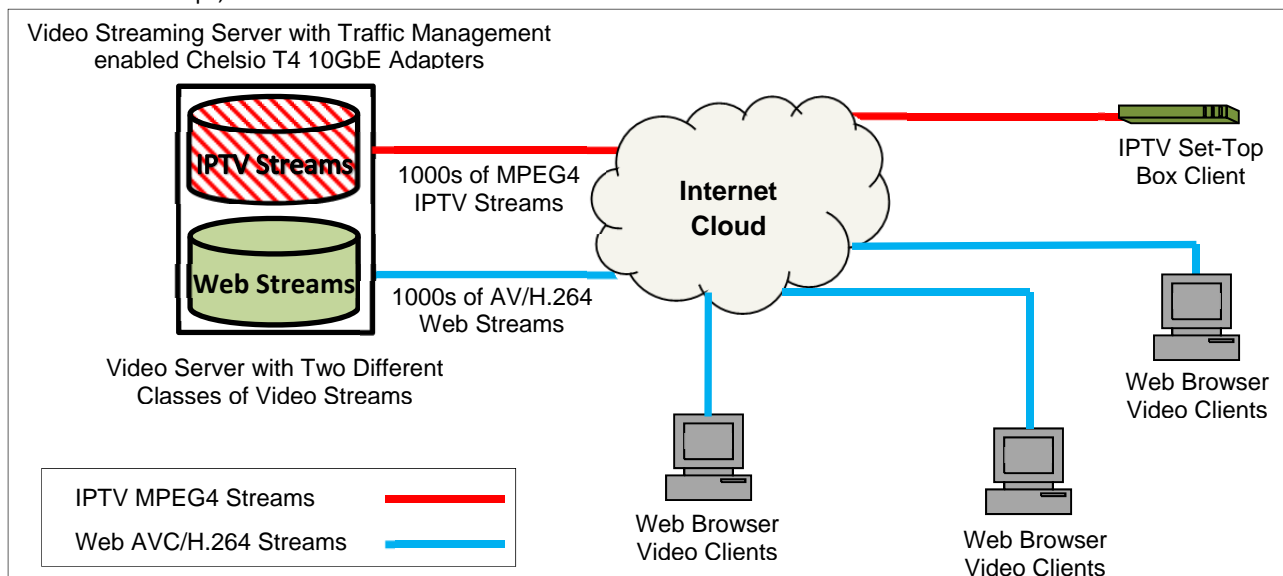 Video Streaming Server with Traffic Management
enabled Chelsio T4 10GbE Adapters
IPTV Streams
1000s of MPEG4
IPTV Streams
Web Streams
1000s of AV/H.264
Web Streams
Video Server with Two Different
Classes of Video Streams
Internet
Cloud
IPTV Set-Top
Box Client
Web Browser
Video Clients
Web Browser
Video Clients
Web Browser
Video Clients
IPTV MPEG4 Streams
Web AVC/H.264 Streams